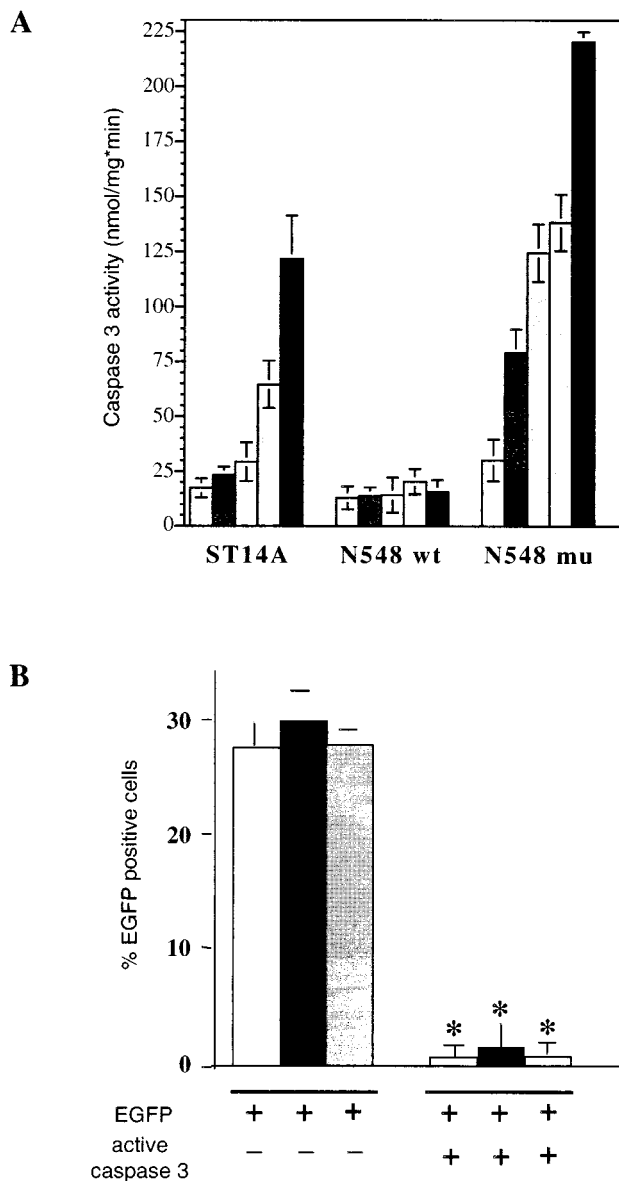 A
Caspase 3 activity (nmol/mg*min)
225
200
175
150
125
100
75
50
25
0
ST14A N548 wt N548 mu
B
% EGFP positive cells
30
20
10
0
* * *
EGFP + + + + + +
active
caspase 3 − − − + + +